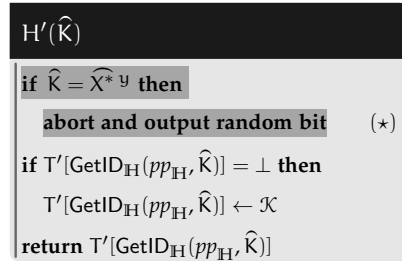 H′(K̂)
if K̂ = X̂*^y then
abort and output random bit (⋆)
if T′[GetID_ℍ(pp_ℍ, K̂)] = ⊥ then
T′[GetID_ℍ(pp_ℍ, K̂)] ← 𝒦
return T′[GetID_ℍ(pp_ℍ, K̂)]